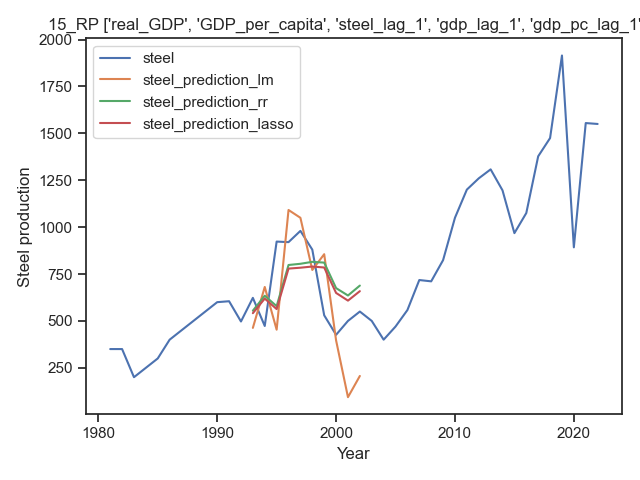 15_RP ['real_GDP', 'GDP_per_capita', 'steel_lag_1', 'gdp_lag_1', 'gdp_pc_lag_1'
steel
steel_prediction_lm
steel_prediction_rr
steel_prediction_lasso
2000
1750
1500
1250
1000
750
500
250
Steel production
1980
1990
2000
2010
2020
Year